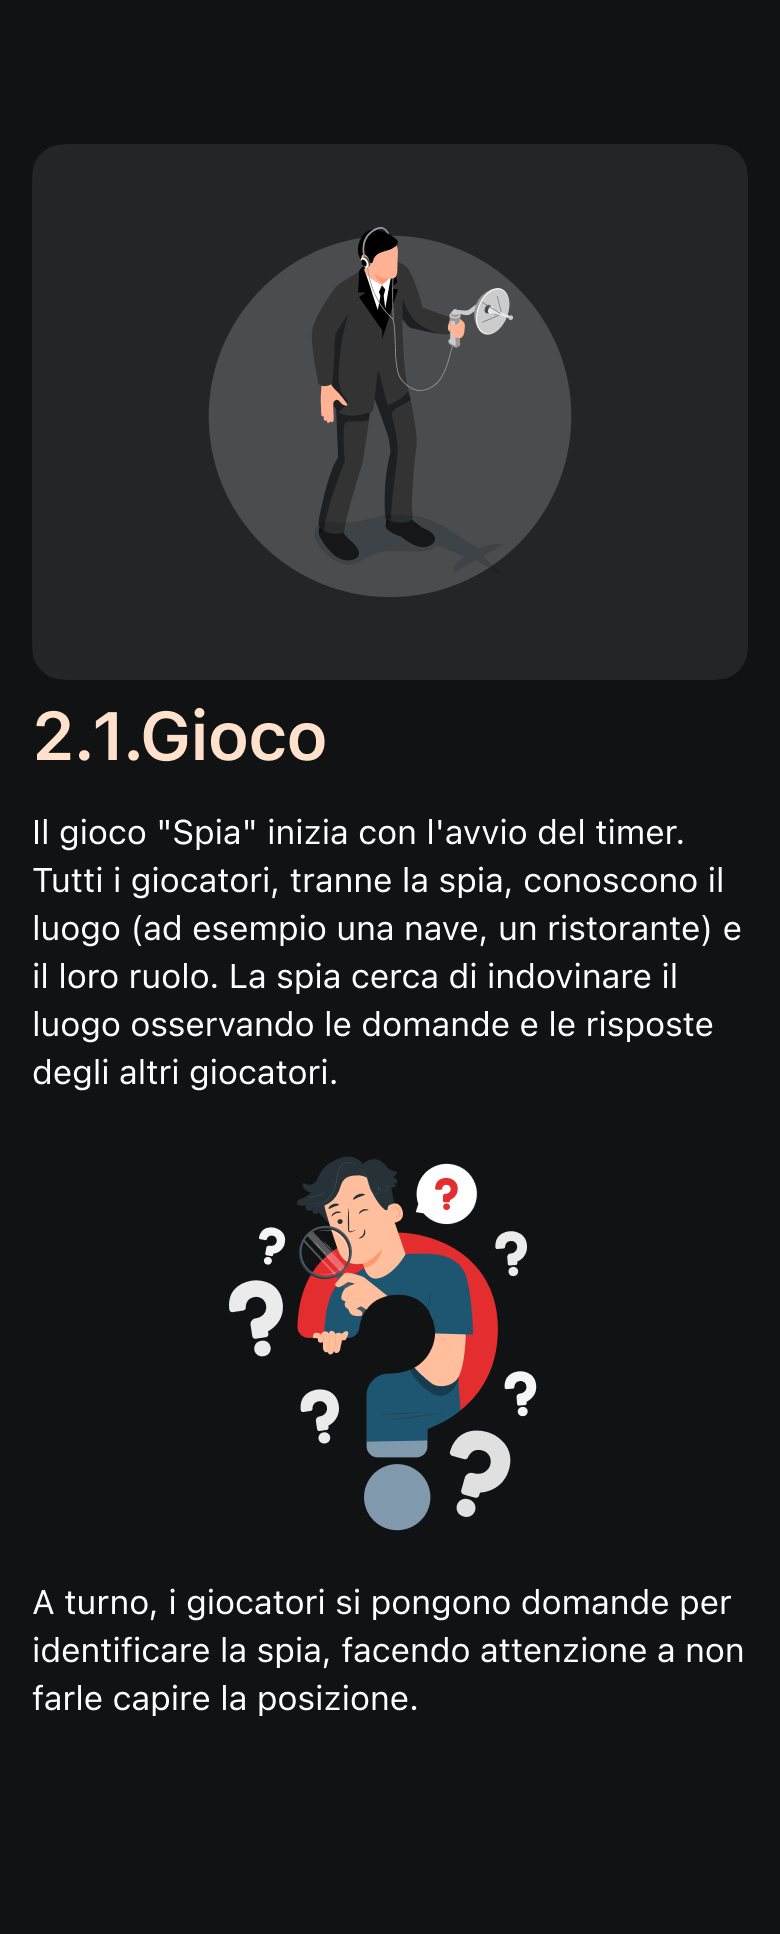 2.1.Gioco
Il gioco "Spia" inizia con l'avvio del timer.
Tutti i giocatori, tranne la spia, conoscono il
luogo (ad esempio una nave, un ristorante) e
il loro ruolo. La spia cerca di indovinare il
luogo osservando le domande e le risposte
degli altri giocatori.
?
?
?
?
?
?
?
A turno, i giocatori si pongono domande per
identificare la spia, facendo attenzione a non
farle capire la posizione.